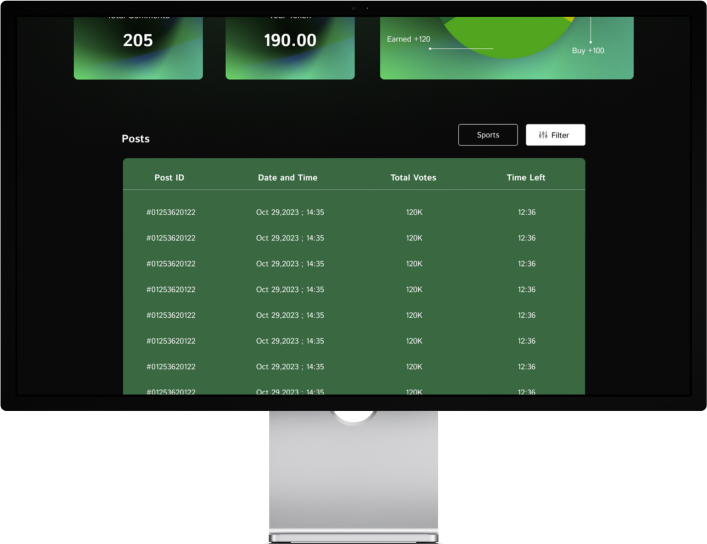 Total Comments
205
Your Token
190.00
Earned +120
Buy +100
Posts
Sports
Filter
Post ID Date and Time Total Votes Time Left
#01253620122 Oct 29,2023 ; 14:35 120K 12:36
#01253620122 Oct 29,2023 ; 14:35 120K 12:36
#01253620122 Oct 29,2023 ; 14:35 120K 12:36
#01253620122 Oct 29,2023 ; 14:35 120K 12:36
#01253620122 Oct 29,2023 ; 14:35 120K 12:36
#01253620122 Oct 29,2023 ; 14:35 120K 12:36
#01253620122 Oct 29,2023 ; 14:35 120K 12:36
#01253620122 Oct 29,2023 ; 14:35 120K 12:36